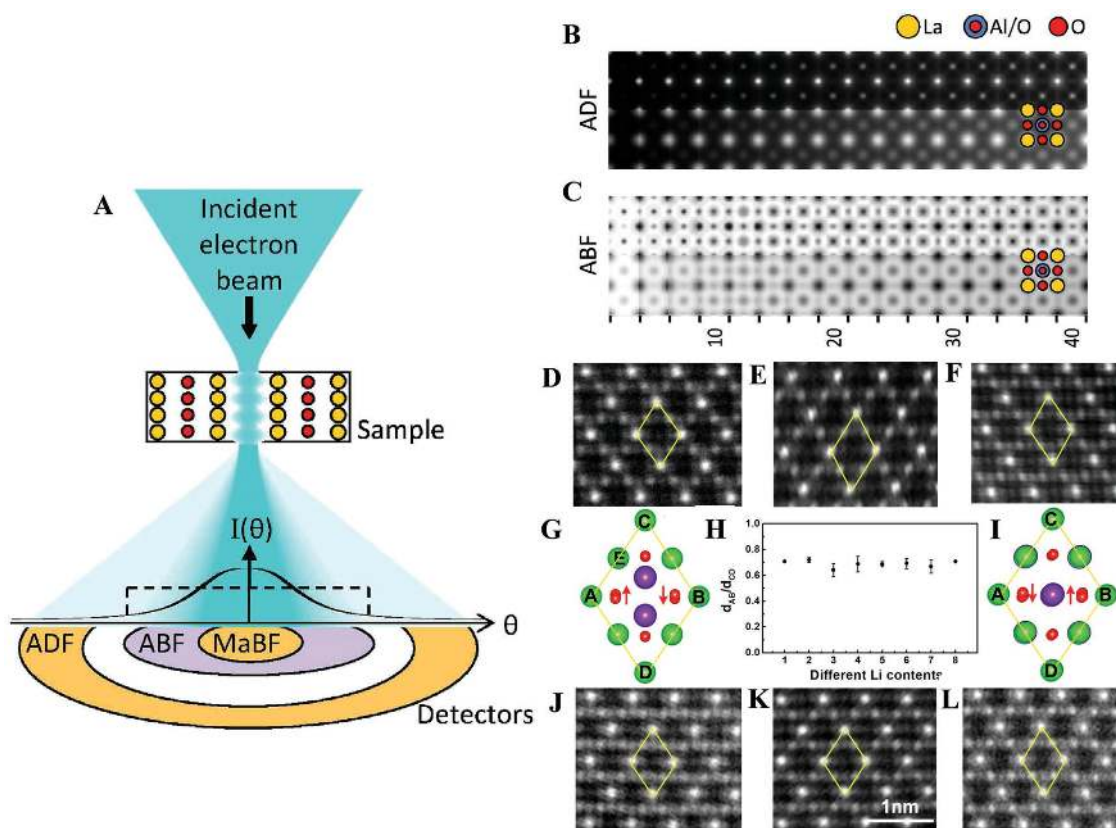 A
Incident
electron
beam
Sample
I(θ)
θ
ADF
ABF
MaBF
Detectors
La
Al/O
O
B
ADF
C
ABF
10
20
30
40
D
E
F
G
C
E
A
B
D
H
d_AB/d_CD
1.0
0.8
0.6
0.4
0.2
0.0
1 2 3 4 5 6 7 8
Different Li contents
I
C
A
B
D
J
K
1nm
L